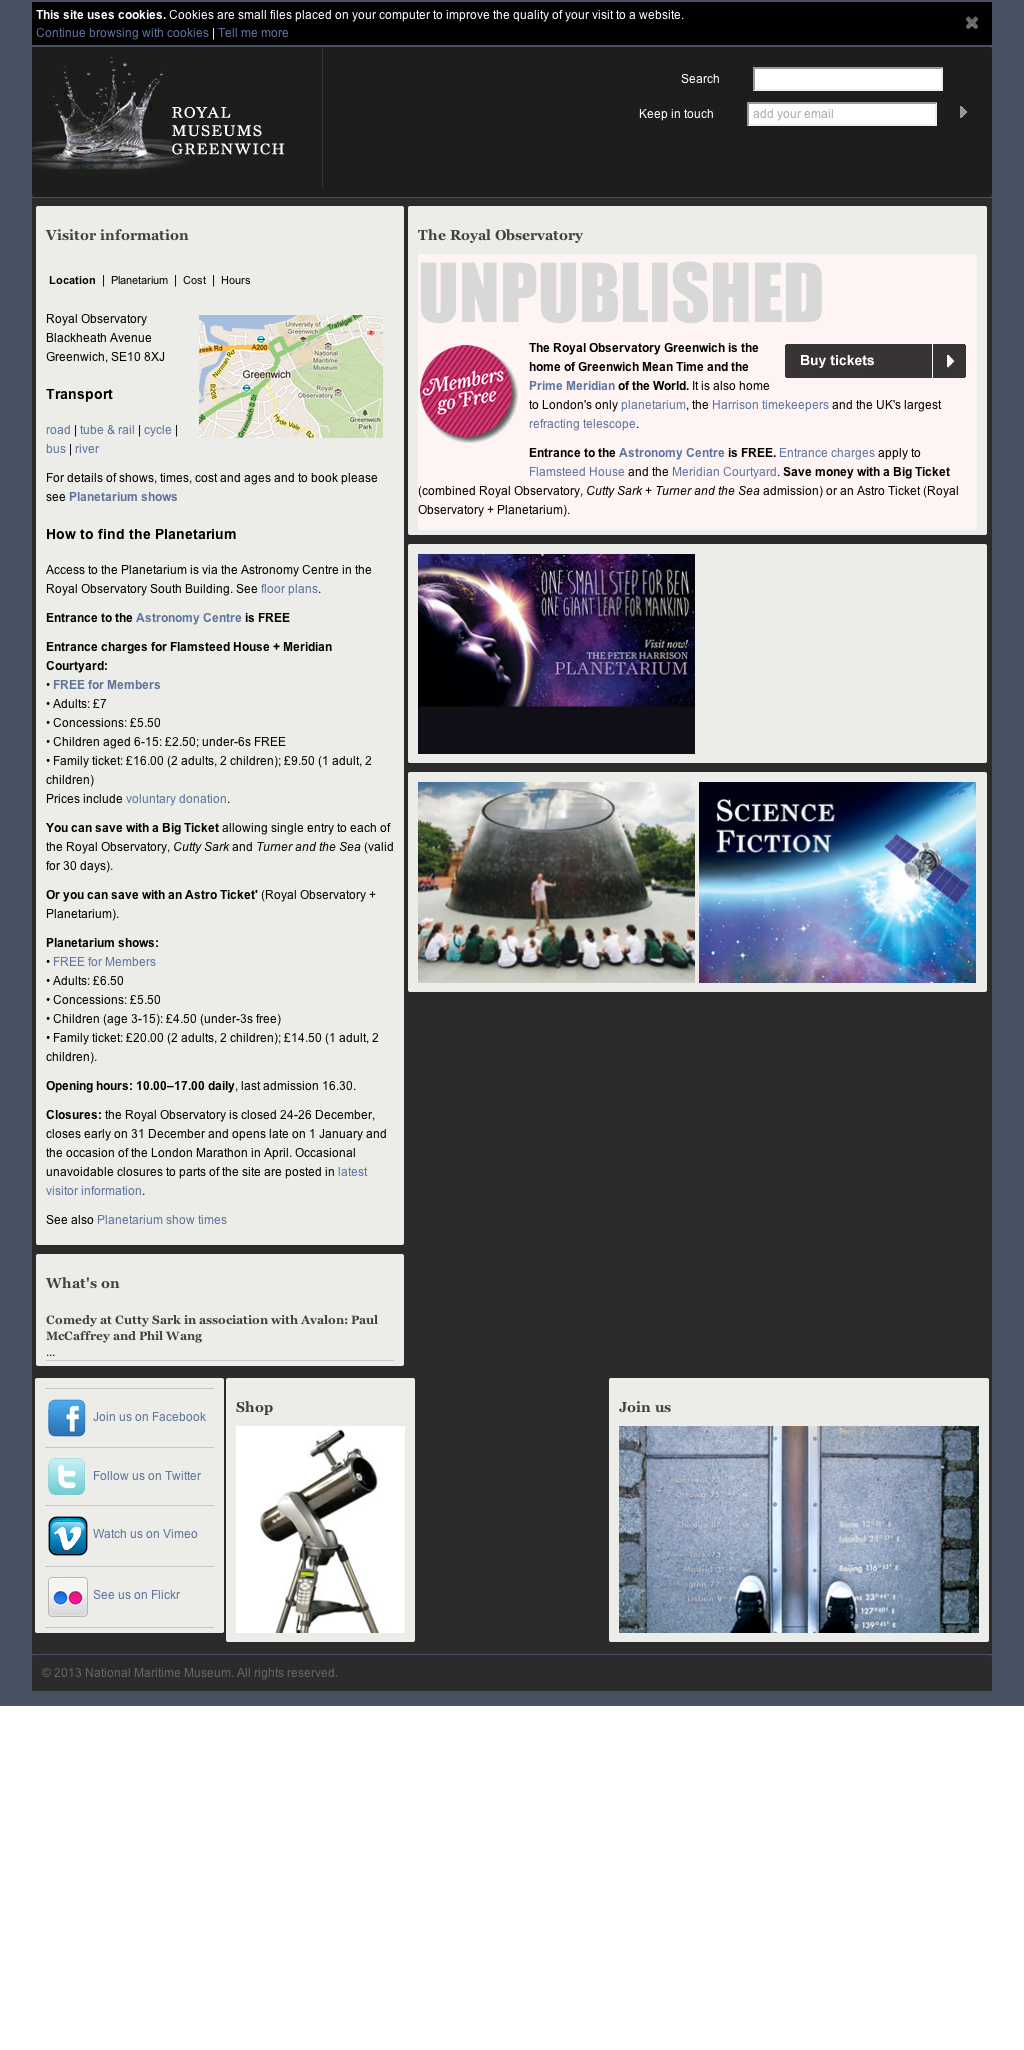 This site uses cookies. Cookies are small files placed on your computer to improve the quality of your visit to a website.
Continue browsing with cookies | Tell me more
ROYAL
MUSEUMS
GREENWICH
Search
Keep in touch
add your email
Visitor information
Location | Planetarium | Cost | Hours
Royal Observatory
Blackheath Avenue
Greenwich, SE10 8XJ
Transport
road | tube & rail | cycle |
bus | river
University of
Greenwich
Trafalgar Rd
A200
Norman Rd
National
Maritime
Museum
Greenwich
Royal
Observatory
Greenwich
Park
For details of shows, times, cost and ages and to book please
see Planetarium shows
How to find the Planetarium
Access to the Planetarium is via the Astronomy Centre in the
Royal Observatory South Building. See floor plans.
Entrance to the Astronomy Centre is FREE
Entrance charges for Flamsteed House + Meridian
Courtyard:
• FREE for Members
• Adults: £7
• Concessions: £5.50
• Children aged 6-15: £2.50; under-6s FREE
• Family ticket: £16.00 (2 adults, 2 children); £9.50 (1 adult, 2
children)
Prices include voluntary donation.
You can save with a Big Ticket allowing single entry to each of
the Royal Observatory, Cutty Sark and Turner and the Sea (valid
for 30 days).
Or you can save with an Astro Ticket' (Royal Observatory +
Planetarium).
Planetarium shows:
• FREE for Members
• Adults: £6.50
• Concessions: £5.50
• Children (age 3-15): £4.50 (under-3s free)
• Family ticket: £20.00 (2 adults, 2 children); £14.50 (1 adult, 2
children).
Opening hours: 10.00–17.00 daily, last admission 16.30.
Closures: the Royal Observatory is closed 24-26 December,
closes early on 31 December and opens late on 1 January and
the occasion of the London Marathon in April. Occasional
unavoidable closures to parts of the site are posted in latest
visitor information.
See also Planetarium show times
What's on
Comedy at Cutty Sark in association with Avalon: Paul
McCaffrey and Phil Wang
...
The Royal Observatory
UNPUBLISHED
Members
go Free
The Royal Observatory Greenwich is the
home of Greenwich Mean Time and the
Prime Meridian of the World. It is also home
to London's only planetarium, the Harrison timekeepers and the UK's largest
refracting telescope.
Buy tickets
Entrance to the Astronomy Centre is FREE. Entrance charges apply to
Flamsteed House and the Meridian Courtyard. Save money with a Big Ticket
(combined Royal Observatory, Cutty Sark + Turner and the Sea admission) or an Astro Ticket (Royal
Observatory + Planetarium).
ONE SMALL STEP FOR BEN
ONE GIANT LEAP FOR MANKIND
Visit now!
THE PETER HARRISON
PLANETARIUM
SCIENCE
FICTION
Join us on Facebook
Follow us on Twitter
Watch us on Vimeo
See us on Flickr
Shop
Join us
Rome 12°
Istanbul 28°
Beijing 116°
Lisbon 9°
© 2013 National Maritime Museum. All rights reserved.